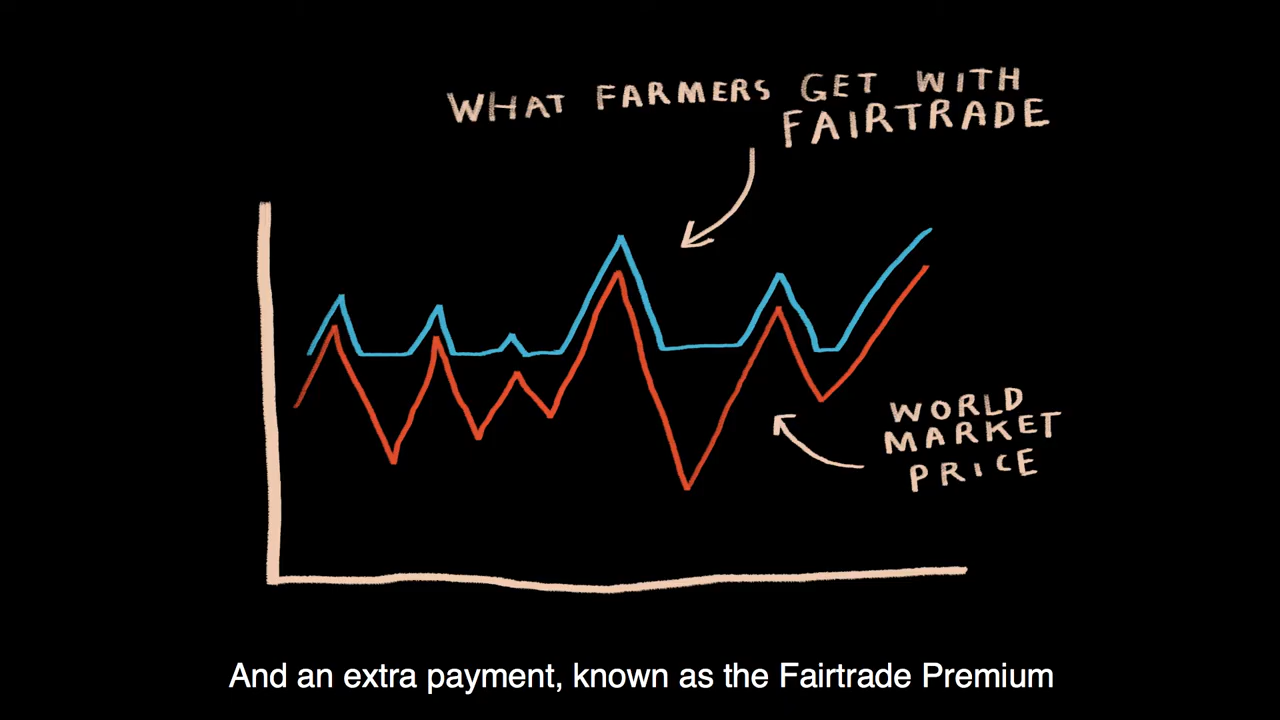 WHAT FARMERS GET WITH
FAIRTRADE
WORLD
MARKET
PRICE
And an extra payment, known as the Fairtrade Premium